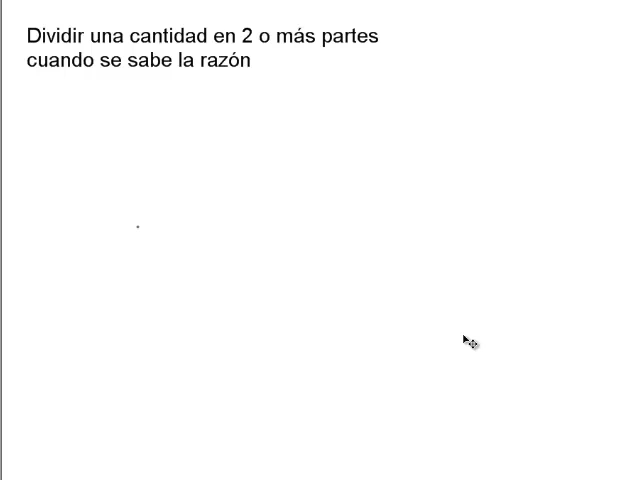 Dividir una cantidad en 2 o más partes
cuando se sabe la razón